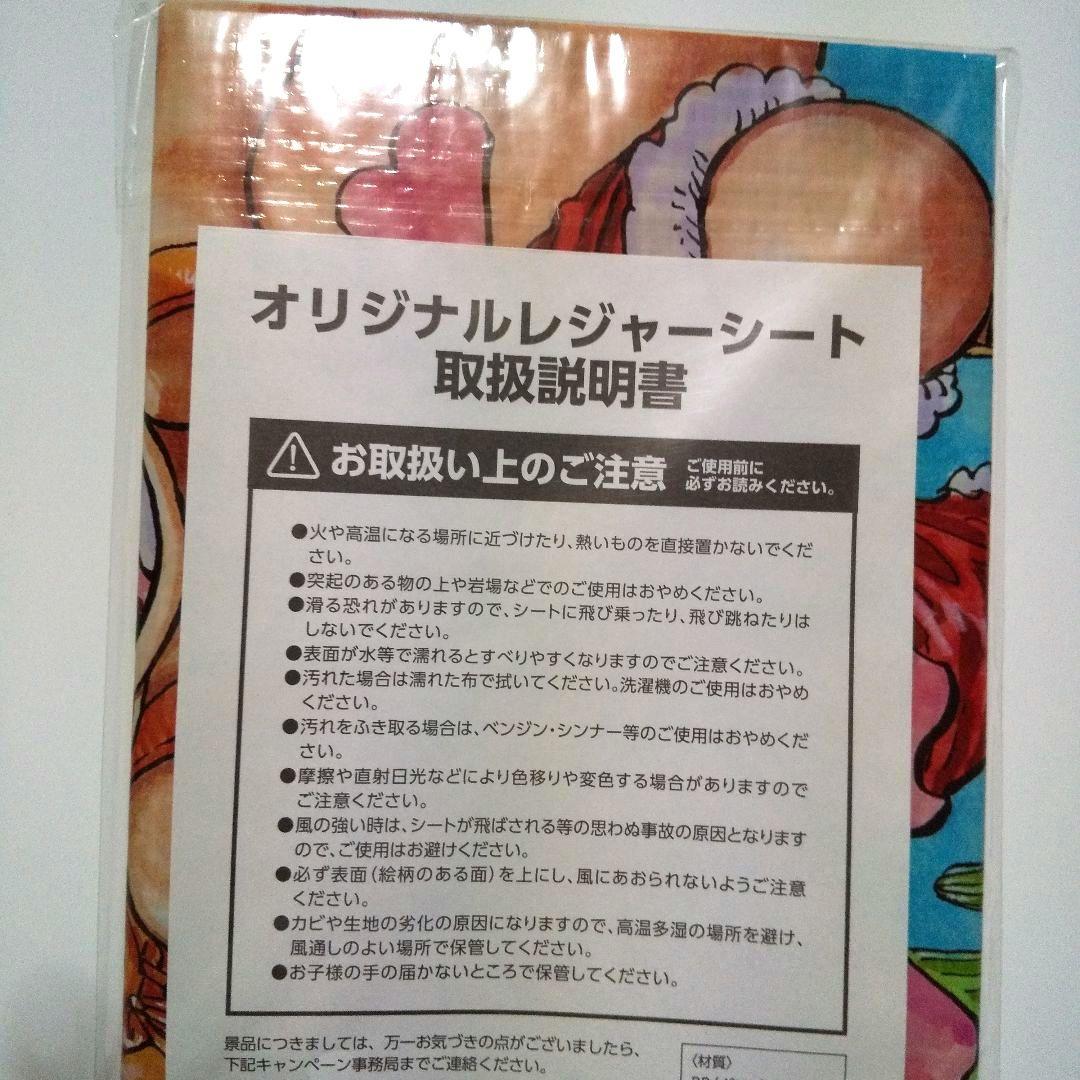 オリジナルレジャーシート
取扱説明書
お取扱い上のご注意
ご使用前に
必ずお読みください。
●火や高温になる場所に近づけたり、熱いものを直接置かないでくだ
さい。
●突起のある物の上や岩場などでのご使用はおやめください。
●滑る恐れがありますので、シートに飛び乗ったり、飛び跳ねたりは
しないでください。
●表面が水等で濡れるとすべりやすくなりますのでご注意ください。
●汚れた場合は濡れた布で拭いてください。洗濯機のご使用はおやめ
ください。
●汚れをふき取る場合は、ベンジン・シンナー等のご使用はおやめくだ
さい。
●摩擦や直射日光などにより色移りや変色する場合がありますので
ご注意ください。
●風の強い時は、シートが飛ばされる等の思わぬ事故の原因となります
ので、ご使用はお避けください。
●必ず表面（絵柄のある面）を上にし、風にあおられないようご注意
ください。
●カビや生地の劣化の原因になりますので、高温多湿の場所を避け、
風通しのよい場所で保管してください。
●お子様の手の届かないところで保管してください。
景品につきましては、万一お気づきの点がございましたら、
下記キャンペーン事務局までご連絡ください。
〈材質〉